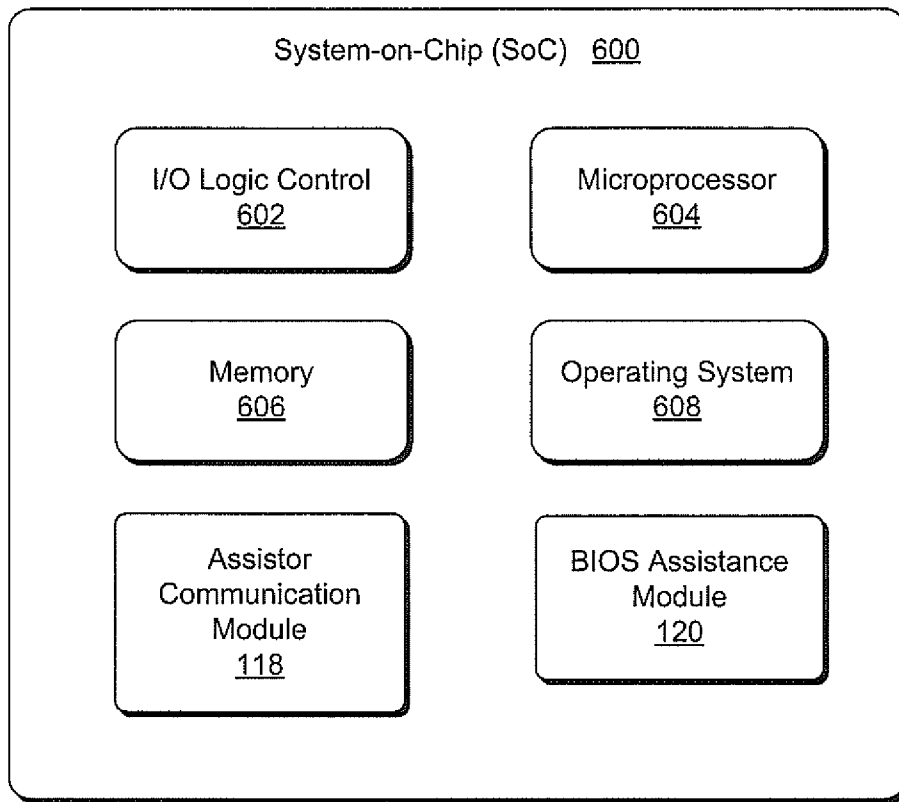 System-on-Chip (SoC) 600
I/O Logic Control
602
Microprocessor
604
Memory
606
Operating System
608
Assistor
Communication
Module
118
BIOS Assistance
Module
120